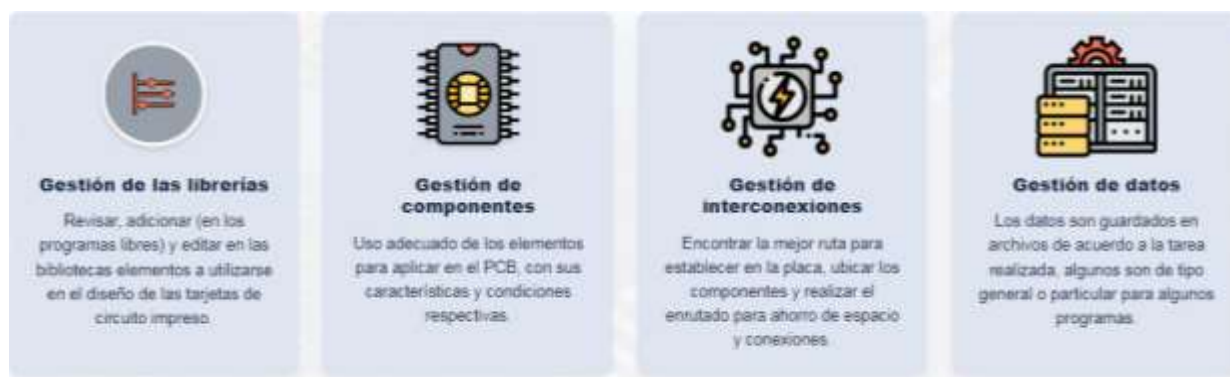 Gestión de las librerías
Revisar, adicionar (en los
programas libres) y editar en las
bibliotecas elementos a utilizarse
en el diseño de las tarjetas de
circuito impreso.
Gestión de
componentes
Uso adecuado de los elementos
para aplicar en el PCB, con sus
características y condiciones
respectivas.
Gestión de
interconexiones
Encontrar la mejor ruta para
establecer en la placa, ubicar los
componentes y realizar el
enrutado para ahorro de espacio
y conexiones.
Gestión de datos
Los datos son guardados en
archivos de acuerdo a la tarea
realizada, algunos son de tipo
general o particular para algunos
programas.